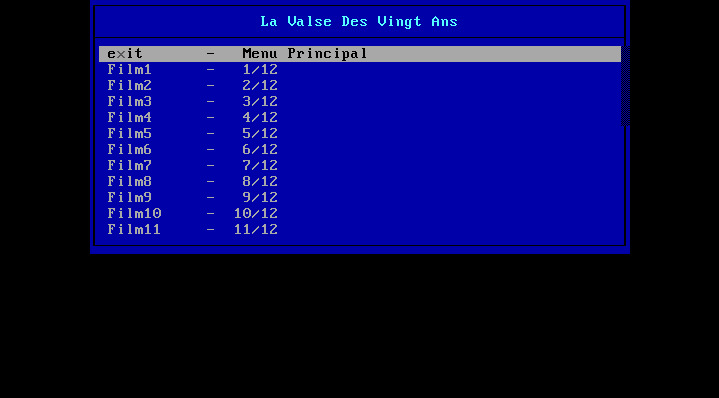 La Valse Des Vingt Ans
exit - Menu Principal
Film1 - 1/12
Film2 - 2/12
Film3 - 3/12
Film4 - 4/12
Film5 - 5/12
Film6 - 6/12
Film7 - 7/12
Film8 - 8/12
Film9 - 9/12
Film10 - 10/12
Film11 - 11/12